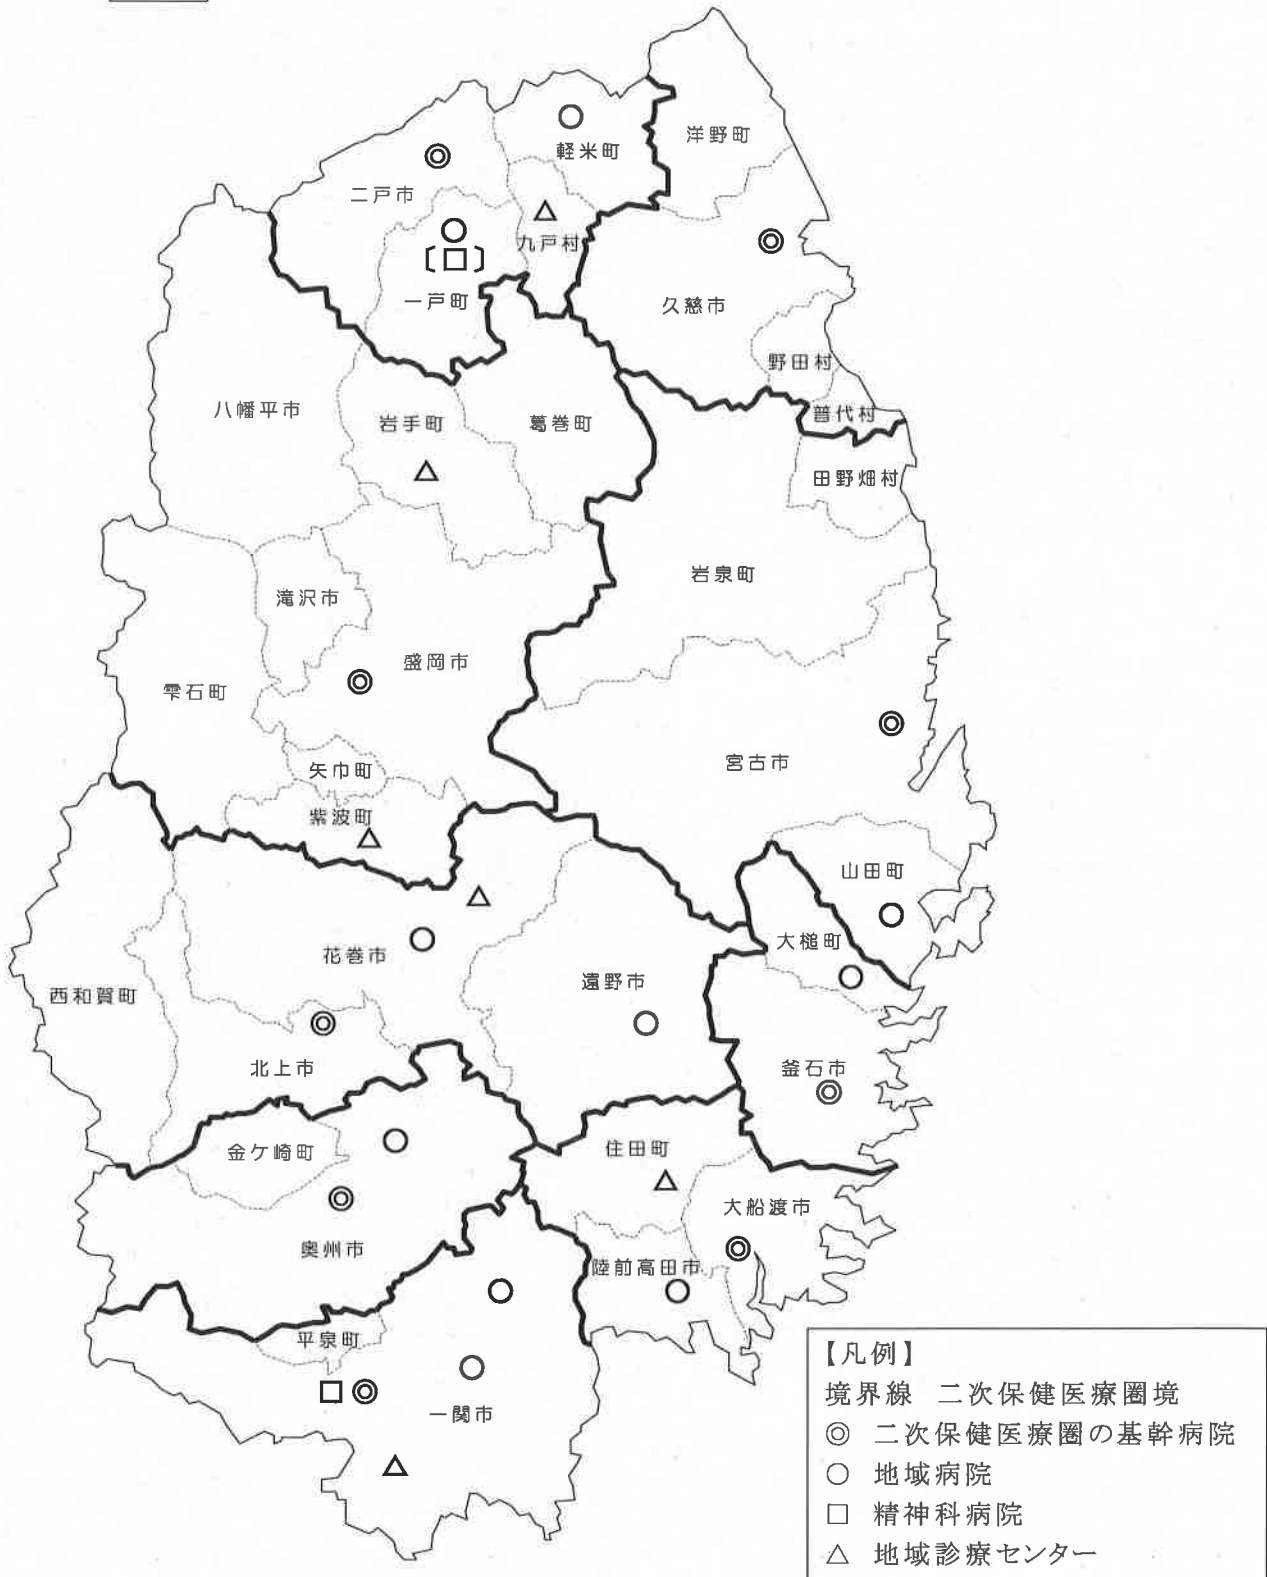 洋野町
軽米町
二戸市
九戸村
一戸町
久慈市
野田村
普代村
八幡平市
岩手町
葛巻町
田野畑村
岩泉町
滝沢市
盛岡市
雫石町
矢巾町
宮古市
紫波町
山田町
大槌町
花巻市
遠野市
西和賀町
北上市
釜石市
金ケ崎町
住田町
大船渡市
奥州市
陸前高田市
平泉町
一関市
【凡例】
境界線 二次保健医療圏境
◎ 二次保健医療圏の基幹病院
○ 地域病院
□ 精神科病院
△ 地域診療センター